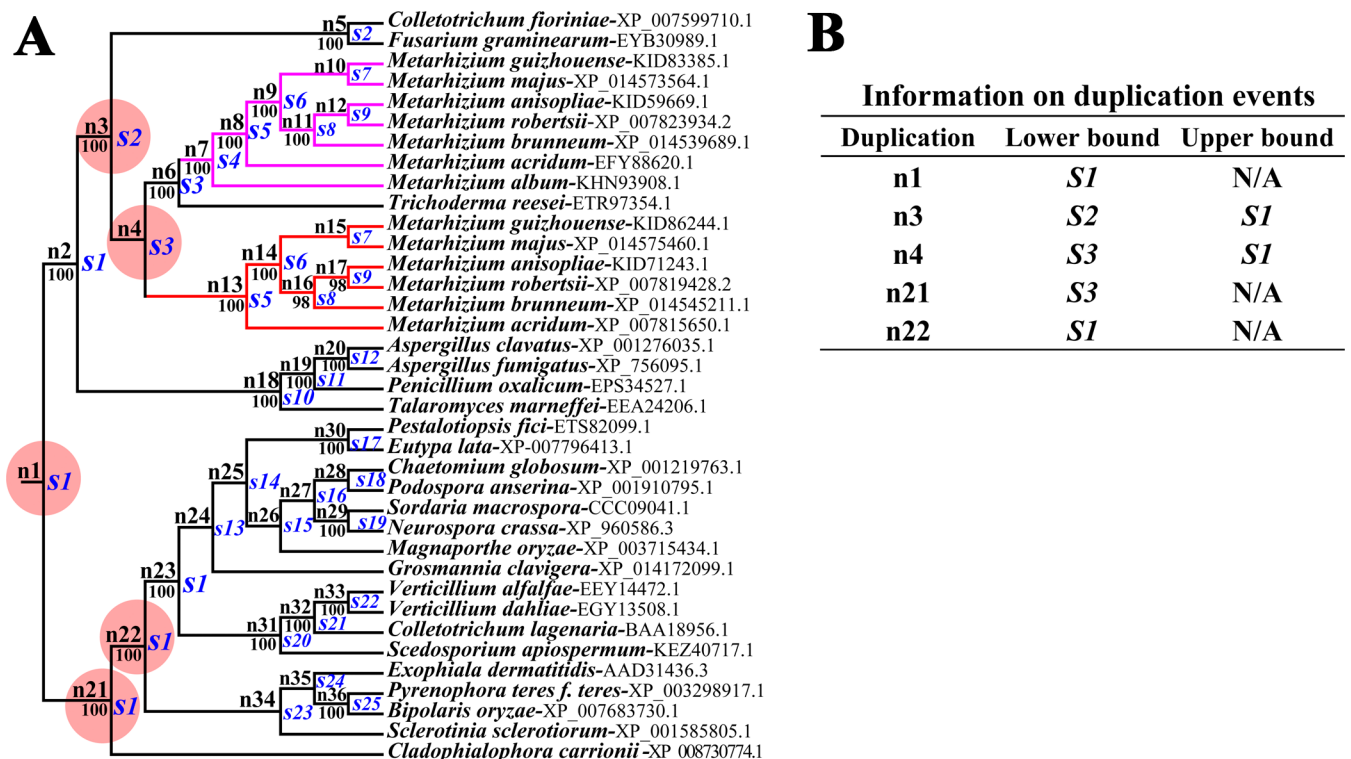 A
B
n5 Colletotrichum fioriniae-XP_007599710.1
100 s2 Fusarium graminearum-EYB30989.1
n10 Metarhizium guizhouense-KID83385.1
s7 Metarhizium majus-XP_014573564.1
n9 100 s6
n12 Metarhizium anisopliae-KID59669.1
s9 Metarhizium robertsii-XP_007823934.2
n11 100 s8 Metarhizium brunneum-XP_014539689.1
n8 100 s5 Metarhizium acridum-EFY88620.1
n7 100 s4 Metarhizium album-KHN93908.1
n6 100 s3 Trichoderma reesei-ETR97354.1
n3 100 s2
n4 s3
n15 Metarhizium guizhouense-KID86244.1
s7 Metarhizium majus-XP_014575460.1
n14 100 s6
n17 Metarhizium anisopliae-KID71243.1
98 s9 Metarhizium robertsii-XP_007819428.2
n16 98 s8 Metarhizium brunneum-XP_014545211.1
n13 100 s5 Metarhizium acridum-XP_007815650.1
n2 100 s1
n20 Aspergillus clavatus-XP_001276035.1
100 s12 Aspergillus fumigatus-XP_756095.1
n19 100 s11 Penicillium oxalicum-EPS34527.1
n18 100 s10 Talaromyces marneffei-EEA24206.1
n1 s1
n30 Pestalotiopsis fici-ETS82099.1
100 s17 Eutypa lata-XP-007796413.1
n25 s14
n28 Chaetomium globosum-XP_001219763.1
s18 Podospora anserina-XP_001910795.1
n27 s16
n29 Sordaria macrospora-CCC09041.1
100 s19 Neurospora crassa-XP_960586.3
n26 s15 Magnaporthe oryzae-XP_003715434.1
n24 s13 Grosmannia clavigera-XP_014172099.1
n23 100 s1
n33 Verticillium alfalfae-EEY14472.1
100 s22 Verticillium dahliae-EGY13508.1
n32 100 s21 Colletotrichum lagenaria-BAA18956.1
n31 100 s20 Scedosporium apiospermum-KEZ40717.1
n22 100 s1
n35 s24 Exophiala dermatitidis-AAD31436.3
n36 Pyrenophora teres f. teres-XP_003298917.1
100 s25 Bipolaris oryzae-XP_007683730.1
n34 s23 Sclerotinia sclerotiorum-XP_001585805.1
n21 100 s1 Cladophialophora carrionii-XP_008730774.1
Information on duplication events
Duplication Lower bound Upper bound
n1 S1 N/A
n3 S2 S1
n4 S3 S1
n21 S3 N/A
n22 S1 N/A